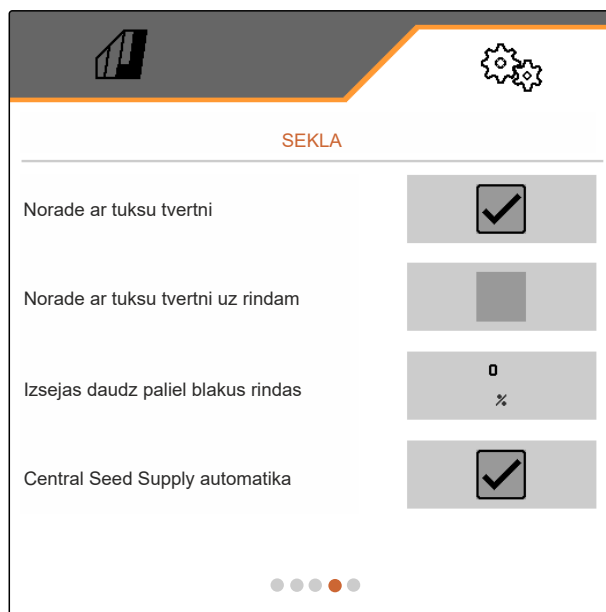 SEKLA
Norade ar tuksu tvertni
Norade ar tuksu tvertni uz rindam
Izsejas daudz paliel blakus rindas
0
%
Central Seed Supply automatika